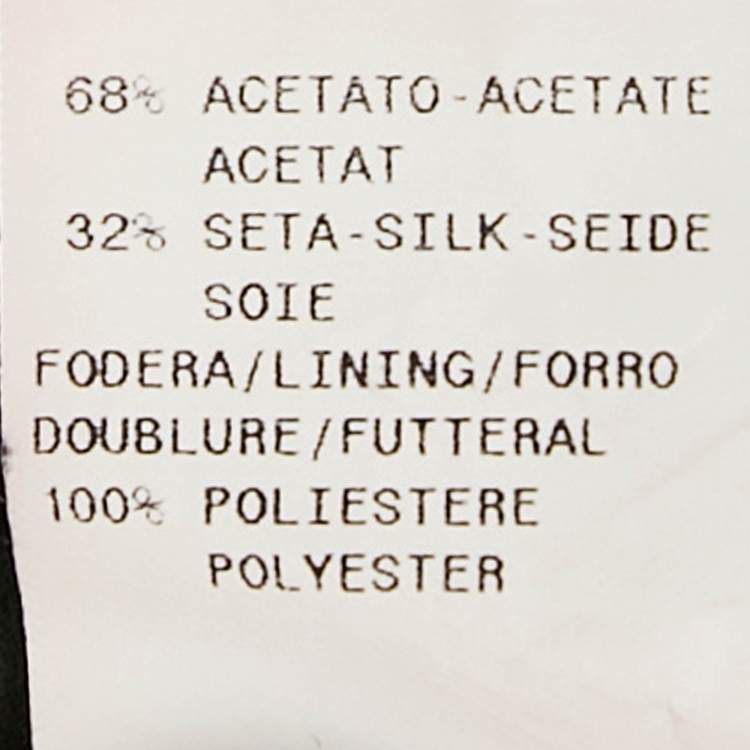 68% ACETATO-ACETATE
ACETAT
32% SETA-SILK-SEIDE
SOIE
FODERA/LINING/FORRO
DOUBLURE/FUTTERAL
100% POLIESTERE
POLYESTER